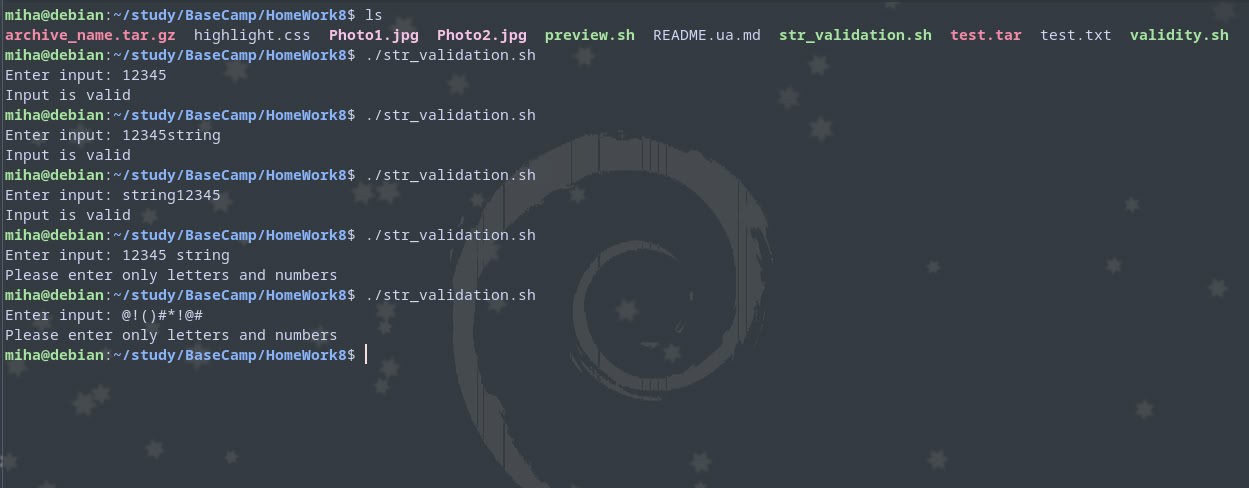 miha@debian:~/study/BaseCamp/HomeWork8$ ls
archive_name.tar.gz  highlight.css  Photo1.jpg  Photo2.jpg  preview.sh  README.ua.md  str_validation.sh  test.tar  test.txt  validity.sh
miha@debian:~/study/BaseCamp/HomeWork8$ ./str_validation.sh
Enter input: 12345
Input is valid
miha@debian:~/study/BaseCamp/HomeWork8$ ./str_validation.sh
Enter input: 12345string
Input is valid
miha@debian:~/study/BaseCamp/HomeWork8$ ./str_validation.sh
Enter input: string12345
Input is valid
miha@debian:~/study/BaseCamp/HomeWork8$ ./str_validation.sh
Enter input: 12345 string
Please enter only letters and numbers
miha@debian:~/study/BaseCamp/HomeWork8$ ./str_validation.sh
Enter input: @!()#*!@#
Please enter only letters and numbers
miha@debian:~/study/BaseCamp/HomeWork8$